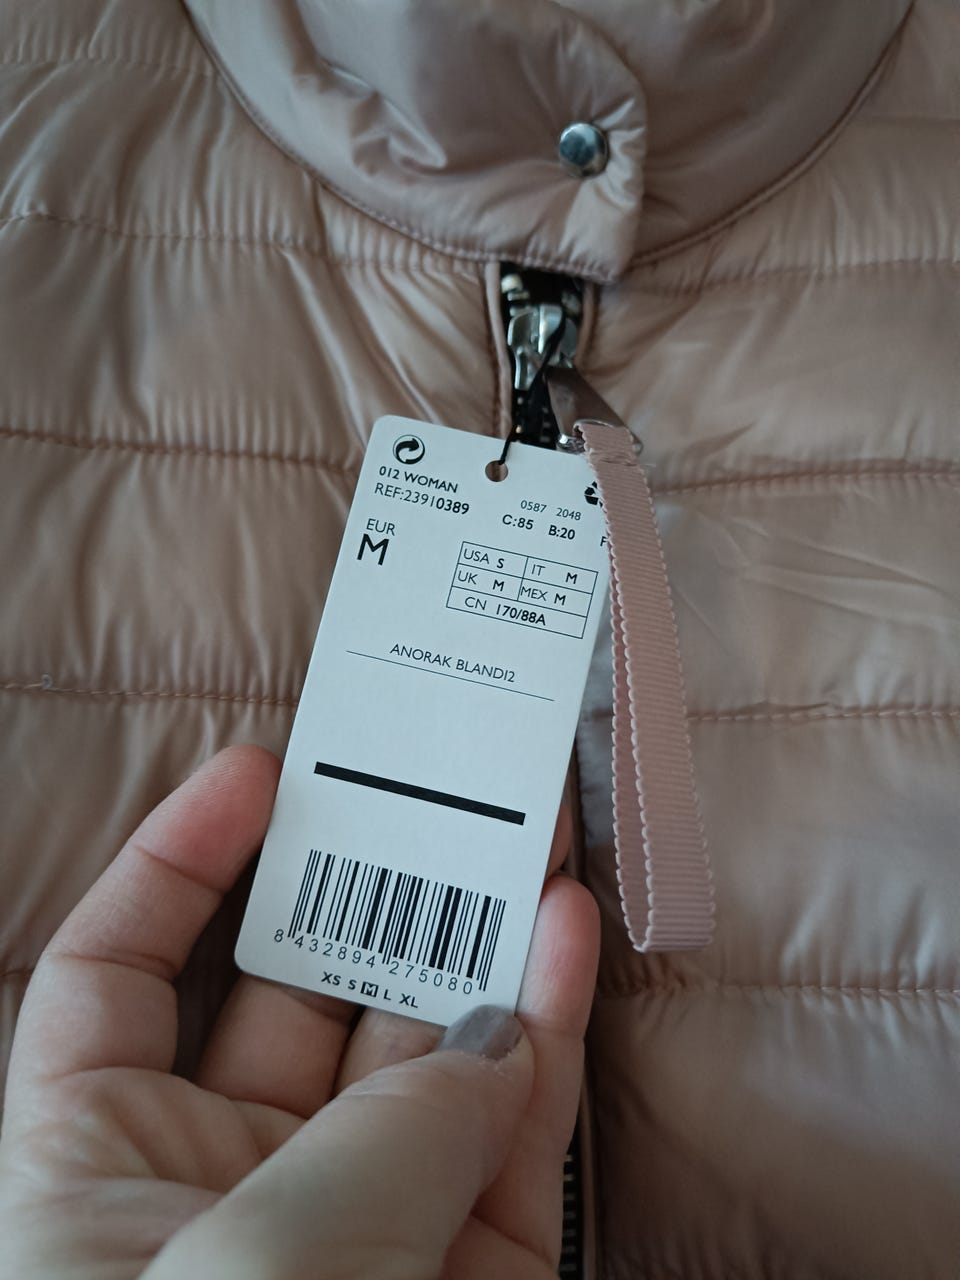 012 WOMAN
REF:23910389
0587 2048
C:85 B:20
F
EUR
M
USA S IT M
UK M MEX M
CN 170/88A
ANORAK BLANDI2
8 432894 275080
XS S M L XL